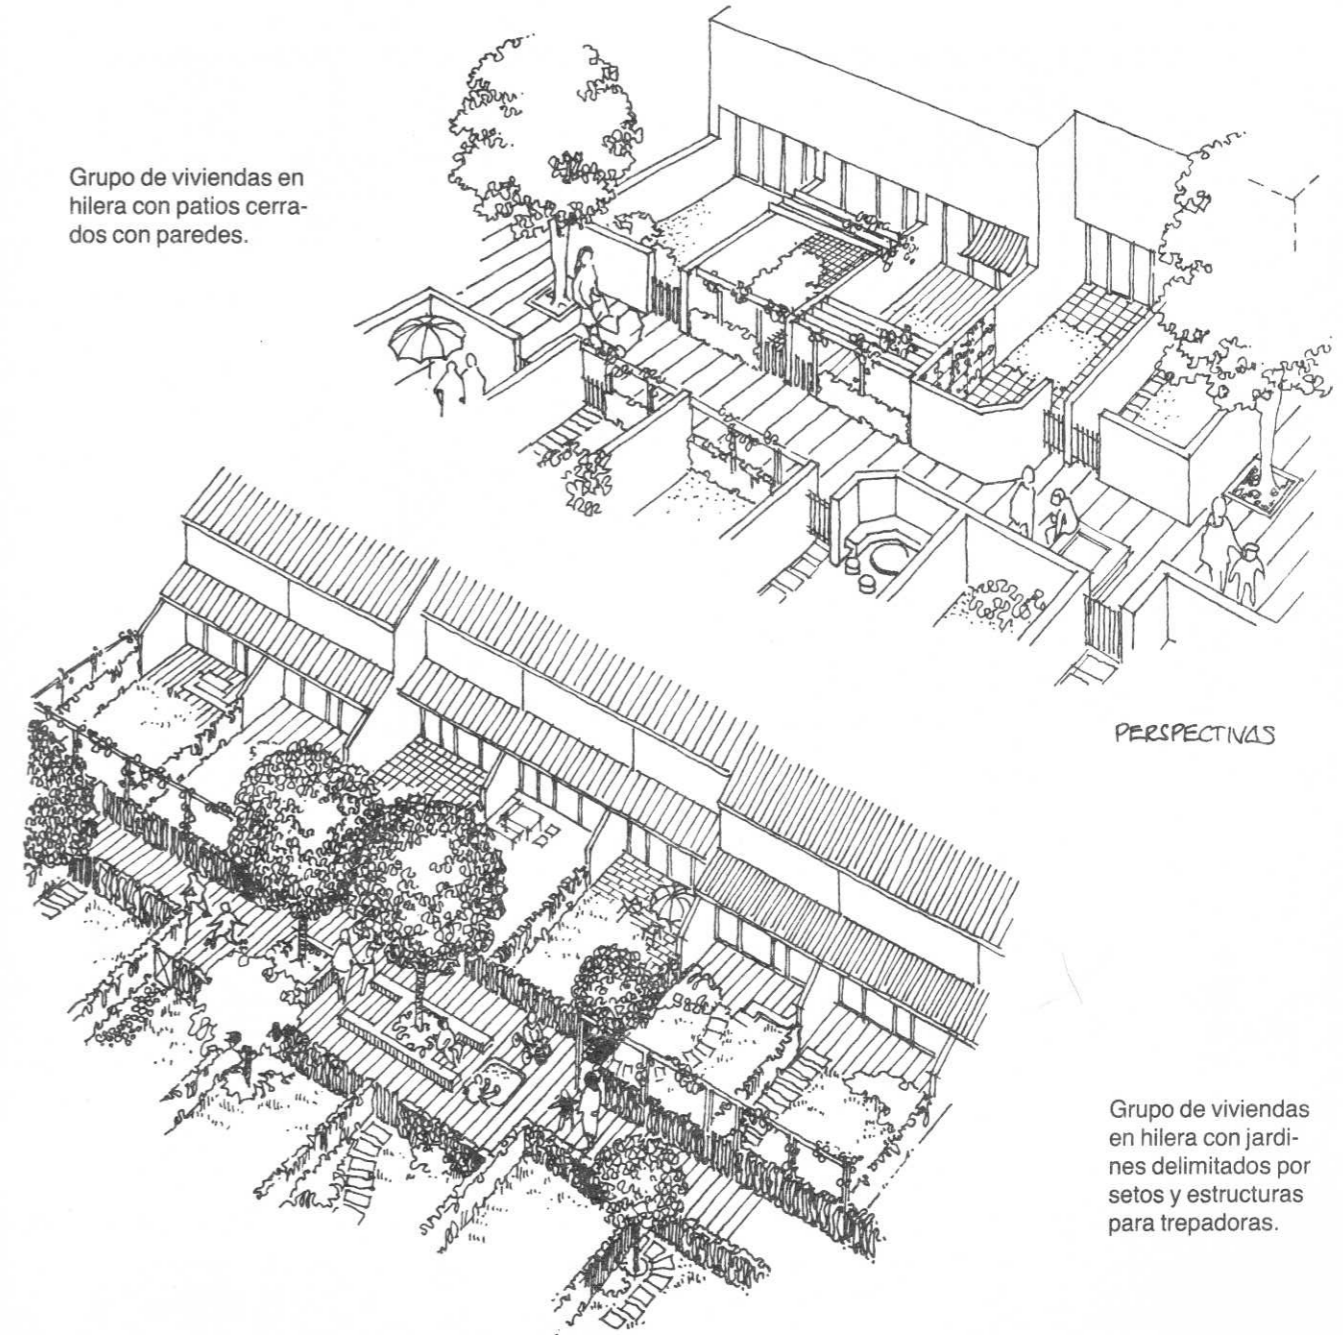 Grupo de viviendas en
hilera con patios cerra-
dos con paredes.
PERSPECTIVAS
Grupo de viviendas
en hilera con jardi-
nes delimitados por
setos y estructuras
para trepadoras.